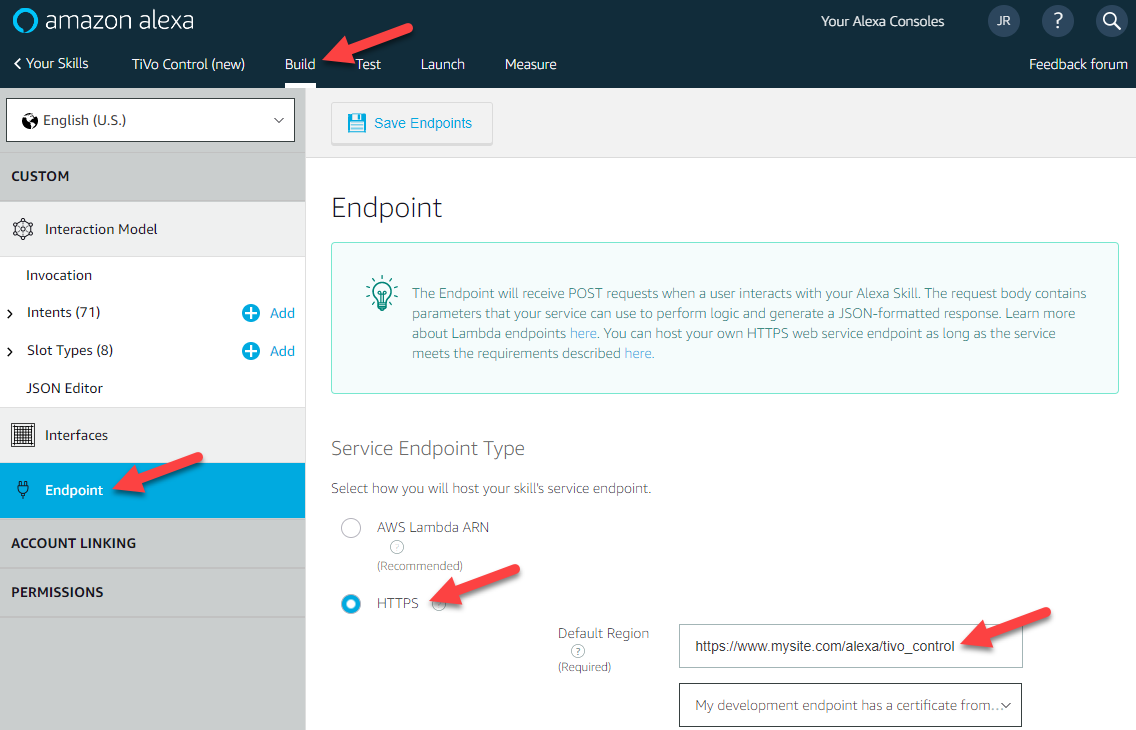 amazon alexa
Your Alexa Consoles
JR
?
Your Skills
TiVo Control (new)
Build
Test
Launch
Measure
Feedback forum
English (U.S.)
Save Endpoints
CUSTOM
Interaction Model
Invocation
Intents (71)
Add
Slot Types (8)
Add
JSON Editor
Interfaces
Endpoint
ACCOUNT LINKING
PERMISSIONS
Endpoint
The Endpoint will receive POST requests when a user interacts with your Alexa Skill. The request body contains
parameters that your service can use to perform logic and generate a JSON-formatted response. Learn more
about Lambda endpoints here. You can host your own HTTPS web service endpoint as long as the service
meets the requirements described here.
Service Endpoint Type
Select how you will host your skill's service endpoint.
AWS Lambda ARN
?
(Recommended)
HTTPS
?
Default Region
?
(Required)
https://www.mysite.com/alexa/tivo_control
My development endpoint has a certificate from...